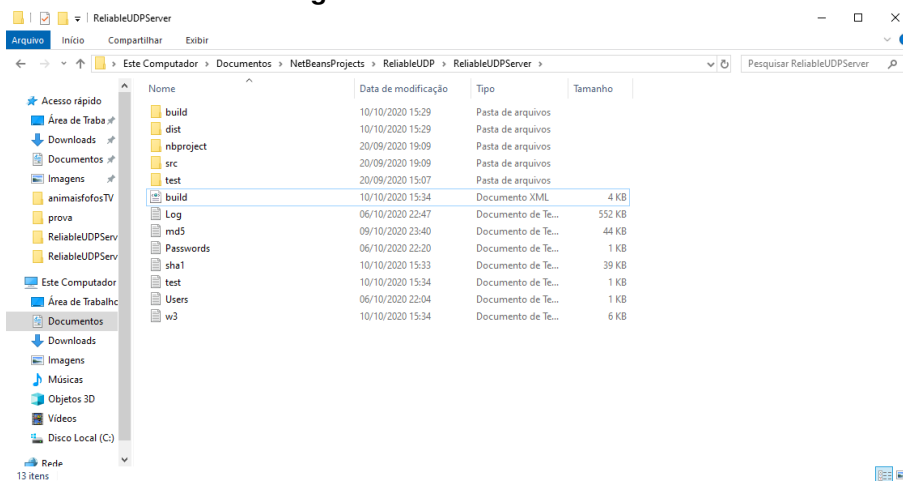 ReliableUDPServer
Arquivo Início Compartilhar Exibir
Este Computador > Documentos > NetBeansProjects > ReliableUDP > ReliableUDPServer >
Pesquisar ReliableUDPServer
Nome Data de modificação Tipo Tamanho
Acesso rápido
Área de Traba
Downloads
Documentos
Imagens
animaisfofosTV
prova
ReliableUDPServ
ReliableUDPServ
Este Computador
Área de Trabalho
Documentos
Downloads
Imagens
Músicas
Objetos 3D
Vídeos
Disco Local (C:)
Rede
build 10/10/2020 15:29 Pasta de arquivos
dist 10/10/2020 15:29 Pasta de arquivos
nbproject 20/09/2020 19:09 Pasta de arquivos
src 20/09/2020 19:09 Pasta de arquivos
test 20/09/2020 15:07 Pasta de arquivos
build 10/10/2020 15:34 Documento XML 4 KB
Log 06/10/2020 22:47 Documento de Te... 552 KB
md5 09/10/2020 23:40 Documento de Te... 44 KB
Passwords 06/10/2020 22:20 Documento de Te... 1 KB
sha1 10/10/2020 15:33 Documento de Te... 39 KB
test 10/10/2020 15:34 Documento de Te... 1 KB
Users 06/10/2020 22:04 Documento de Te... 1 KB
w3 10/10/2020 15:34 Documento de Te... 6 KB
13 itens